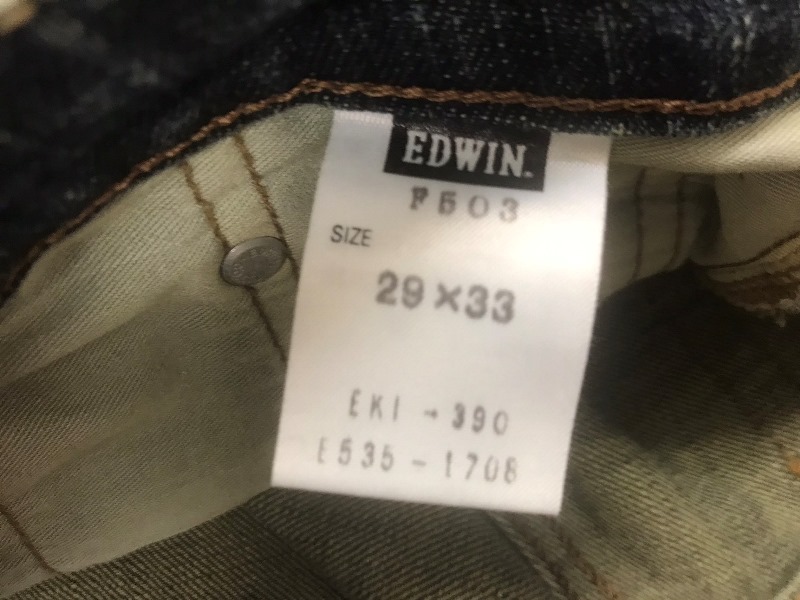 EDWIN.
F503
SIZE
29×33
EKI-390
E535-1708